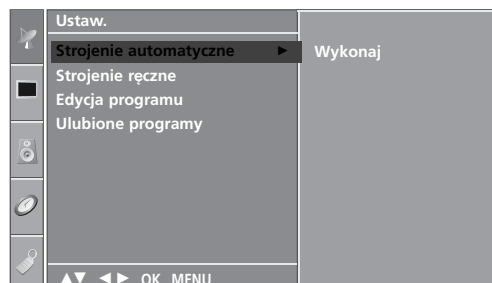 Ustaw.
Strojenie automatyczne ► Wykonaj
Strojenie ręczne
Edycja programu
Ulubione programy
▲▼ ◄► OK MENU